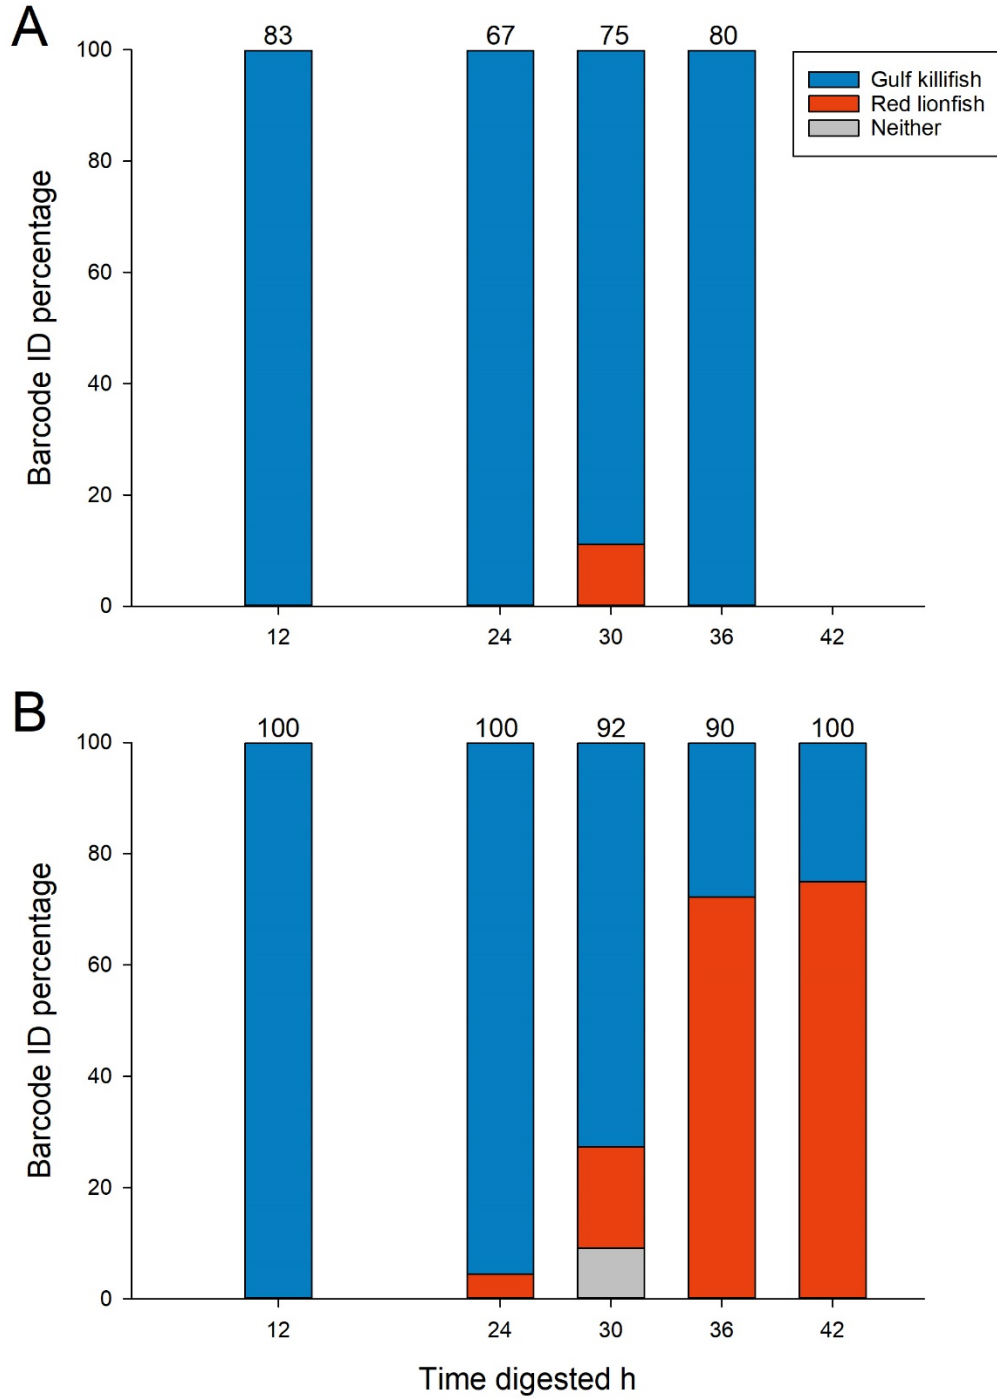 A
83 67 75 80
100
80
60
40
20
0
Barcode ID percentage
Gulf killifish
Red lionfish
Neither
12 24 30 36 42
B
100 100 92 90 100
100
80
60
40
20
0
Barcode ID percentage
12 24 30 36 42
Time digested h